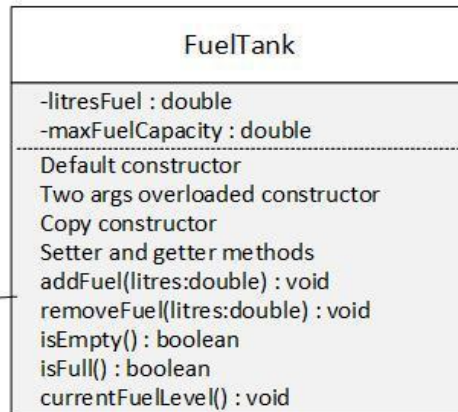 FuelTank
-litresFuel : double
-maxFuelCapacity : double
Default constructor
Two args overloaded constructor
Copy constructor
Setter and getter methods
addFuel(litres:double) : void
removeFuel(litres:double) : void
isEmpty() : boolean
isFull() : boolean
currentFuelLevel() : void